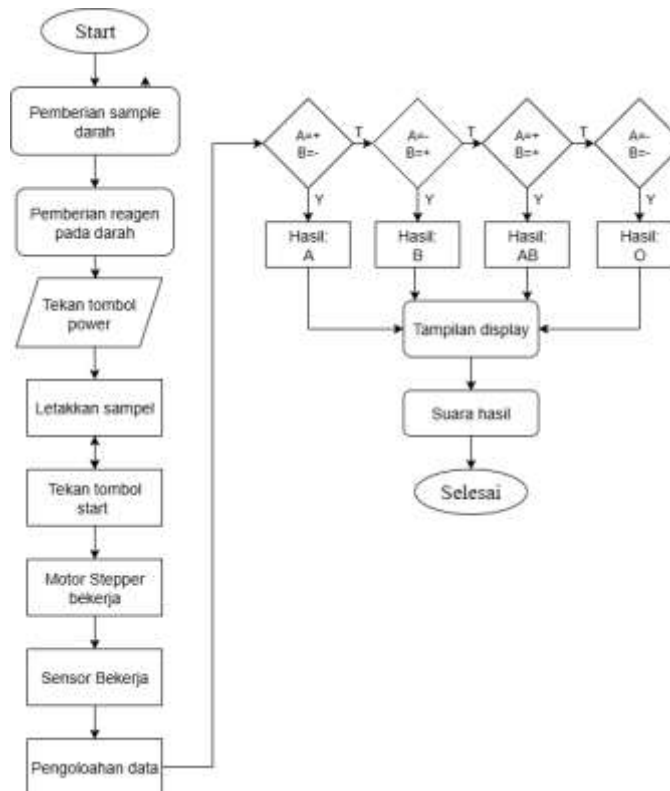 Start
Pemberian sample
darah
Pemberian reagen
pada darah
Tekan tombol
power
Letakkan sampel
Tekan tombol
start
Motor Stepper
bekerja
Sensor Bekerja
Pengoloahan data
A=+
B=-
T
A=-
B=+
T
A=+
B=+
T
A=-
B=-
Y
Y
Y
Y
Hasil:
A
Hasil:
B
Hasil:
AB
Hasil:
O
Tampilan display
Suara hasil
Selesai